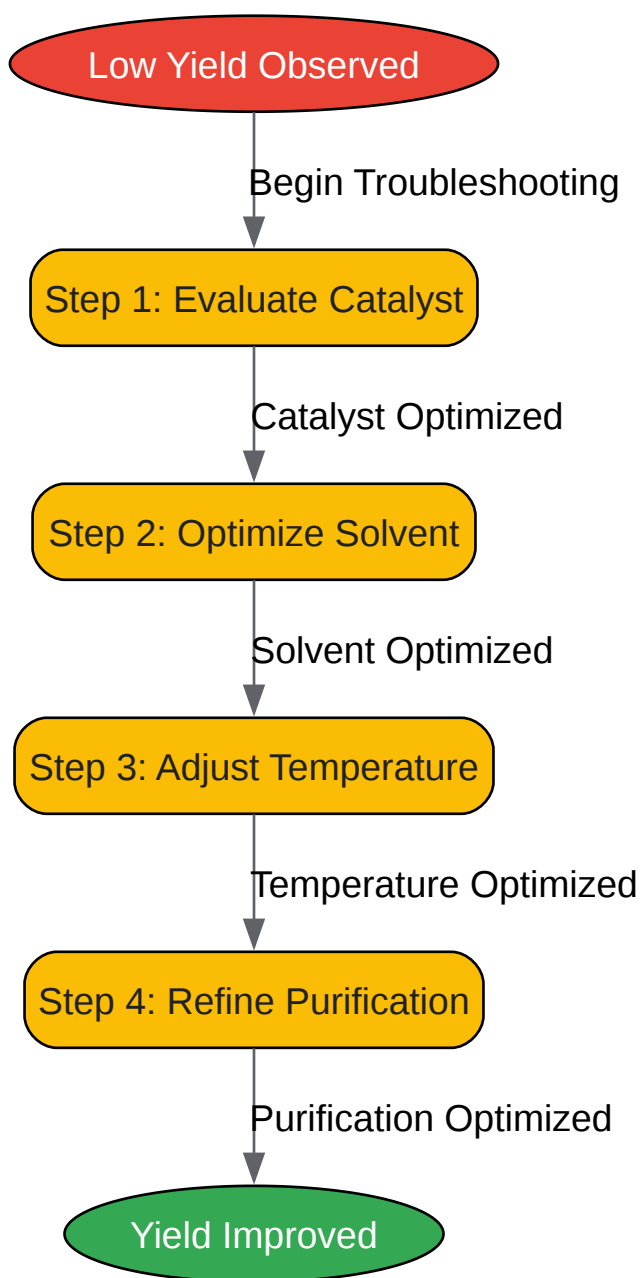 Low Yield Observed
Begin Troubleshooting
Step 1: Evaluate Catalyst
Catalyst Optimized
Step 2: Optimize Solvent
Solvent Optimized
Step 3: Adjust Temperature
Temperature Optimized
Step 4: Refine Purification
Purification Optimized
Yield Improved